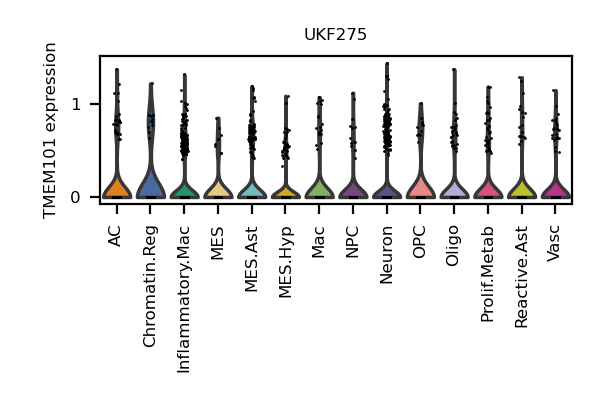 UKF275
TMEM101 expression
1
0
AC
Chromatin.Reg
Inflammatory.Mac
MES
MES.Ast
MES.Hyp
Mac
NPC
Neuron
OPC
Oligo
Prolif.Metab
Reactive.Ast
Vasc